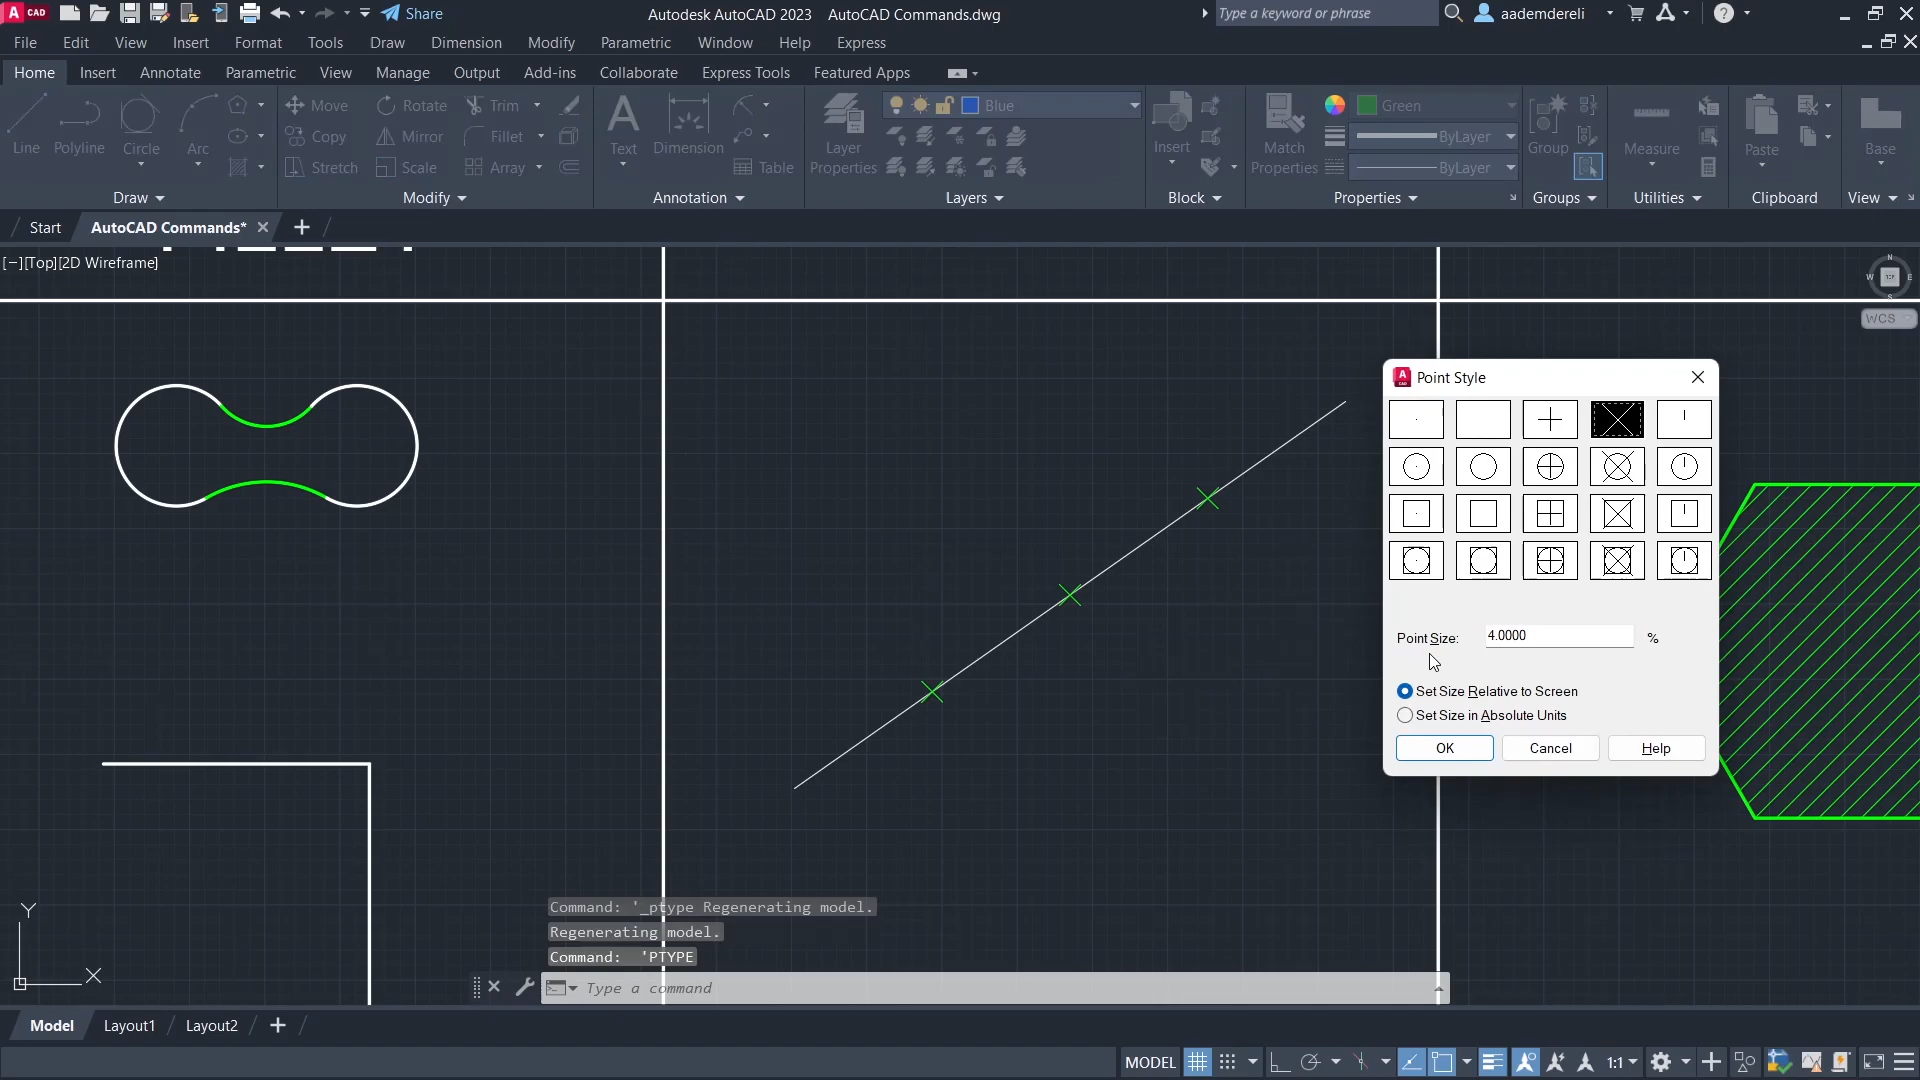 CAD Share Autodesk AutoCAD 2023 AutoCAD Commands.dwg Type a keyword or phrase aademdereli ?
File Edit View Insert Format Tools Draw Dimension Modify Parametric Window Help Express
Home Insert Annotate Parametric View Manage Output Add-ins Collaborate Express Tools Featured Apps
Line Polyline Circle Arc
Move Rotate Trim
Copy Mirror Fillet
Stretch Scale Array
A
Text Dimension Table
Layer
Properties
Blue
Insert
Match
Properties
Green
ByLayer
ByLayer
Group Measure Paste Base
Draw Modify Annotation Layers Block Properties Groups Utilities Clipboard View
Start AutoCAD Commands*
[−][Top][2D Wireframe]
N
W TOP E
S
WCS
A CAD Point Style
Point Size: 4.0000 %
Set Size Relative to Screen
Set Size in Absolute Units
OK Cancel Help
Y
X
Command: '_ptype Regenerating model.
Regenerating model.
Command:  'PTYPE
Type a command
Model Layout1 Layout2
MODEL 1:1